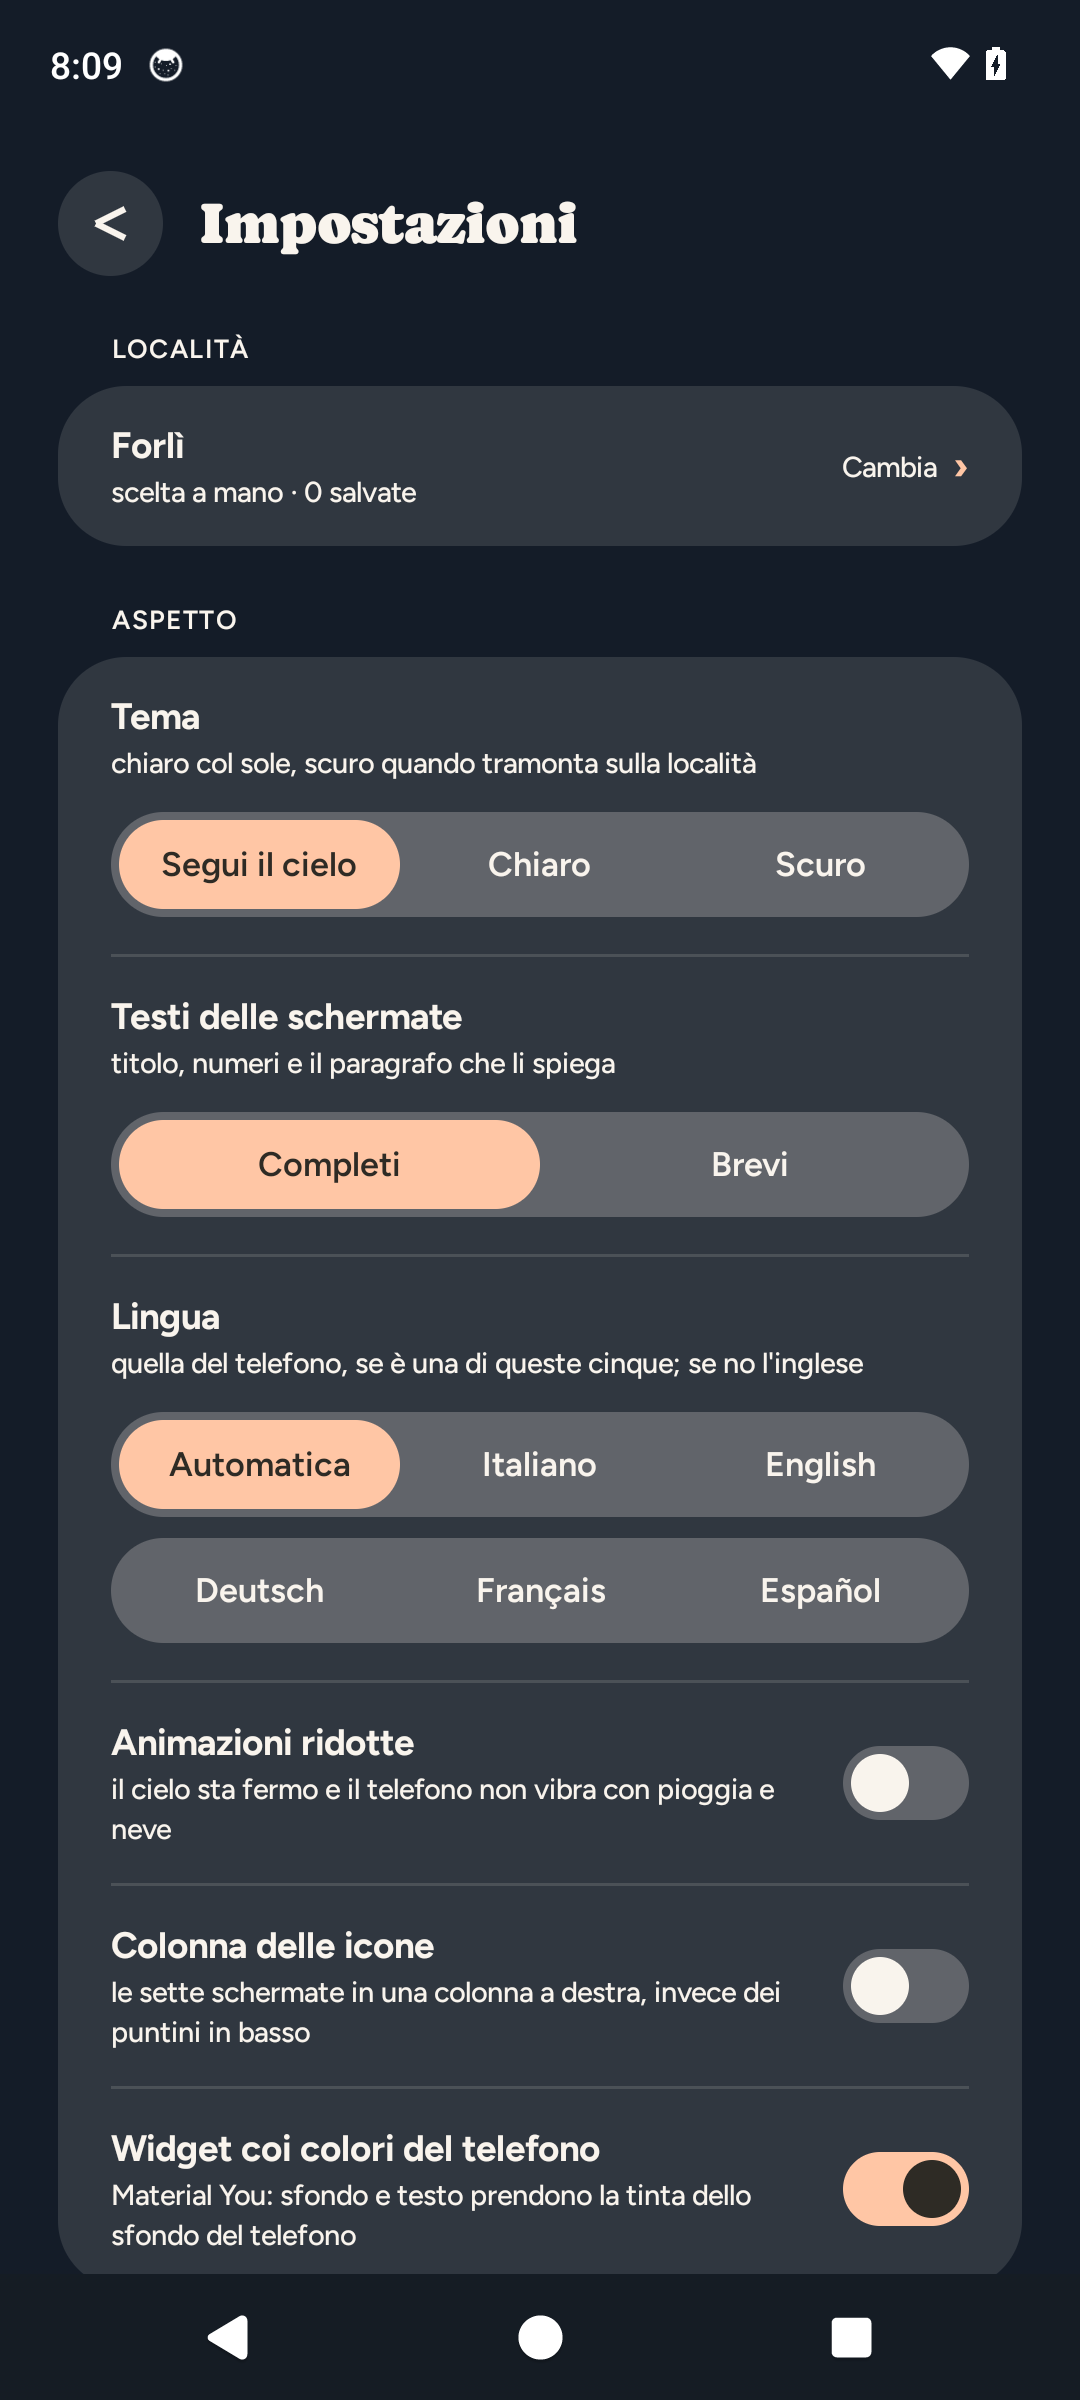 8:09
Impostazioni
LOCALITÀ
Forlì
scelta a mano · 0 salvate
Cambia ›
ASPETTO
Tema
chiaro col sole, scuro quando tramonta sulla località
Segui il cielo Chiaro Scuro
Testi delle schermate
titolo, numeri e il paragrafo che li spiega
Completi Brevi
Lingua
quella del telefono, se è una di queste cinque; se no l'inglese
Automatica Italiano English
Deutsch Français Español
Animazioni ridotte
il cielo sta fermo e il telefono non vibra con pioggia e
neve
Colonna delle icone
le sette schermate in una colonna a destra, invece dei
puntini in basso
Widget coi colori del telefono
Material You: sfondo e testo prendono la tinta dello
sfondo del telefono